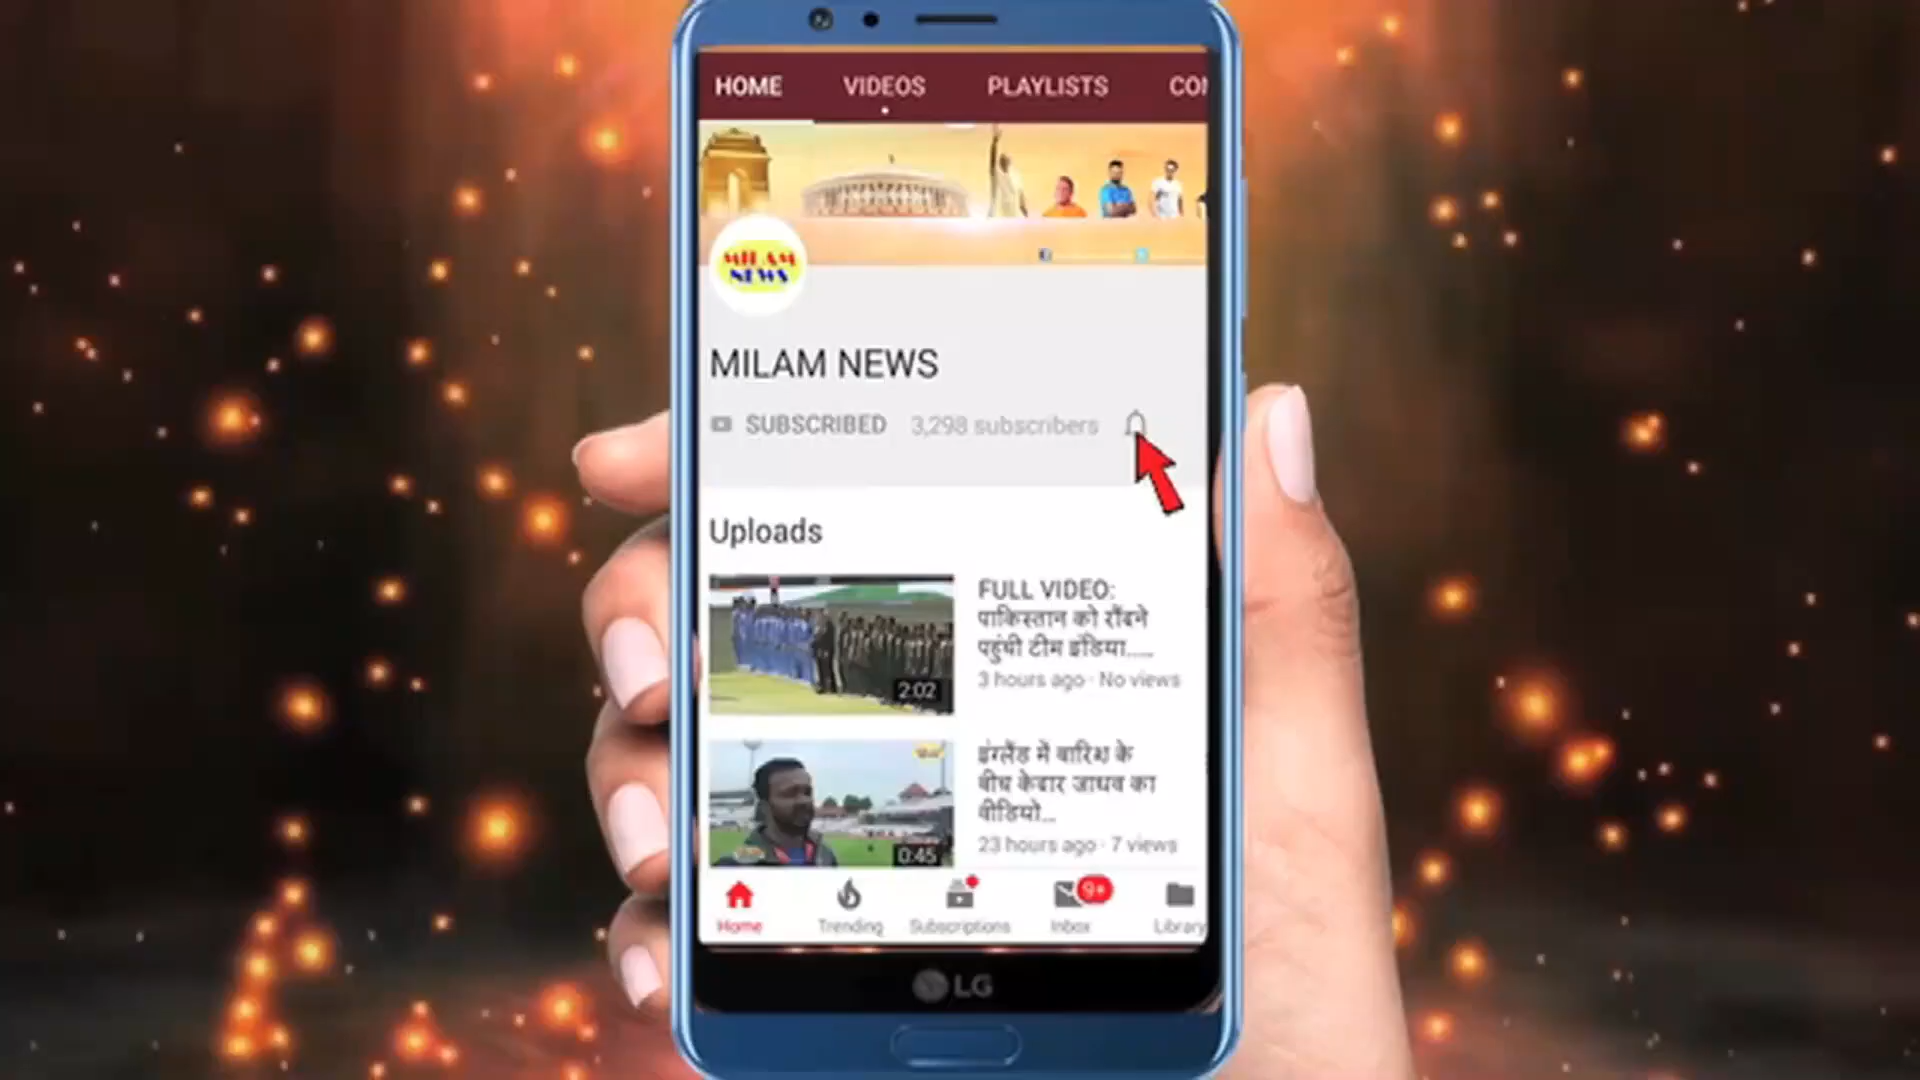 HOME VIDEOS PLAYLISTS CON
MILAM
NEWS
MILAM NEWS
SUBSCRIBED 3,298 subscribers
Uploads
FULL VIDEO:
पाकिस्तान को रौंदने
पहुंची टीम इंडिया.....
3 hours ago · No views
2:02
इंग्लैंड में बारिश के
बीच केदार जाधव का
वीडियो...
23 hours ago · 7 views
0:45
9+
Home Trending Subscriptions Inbox Library
LG